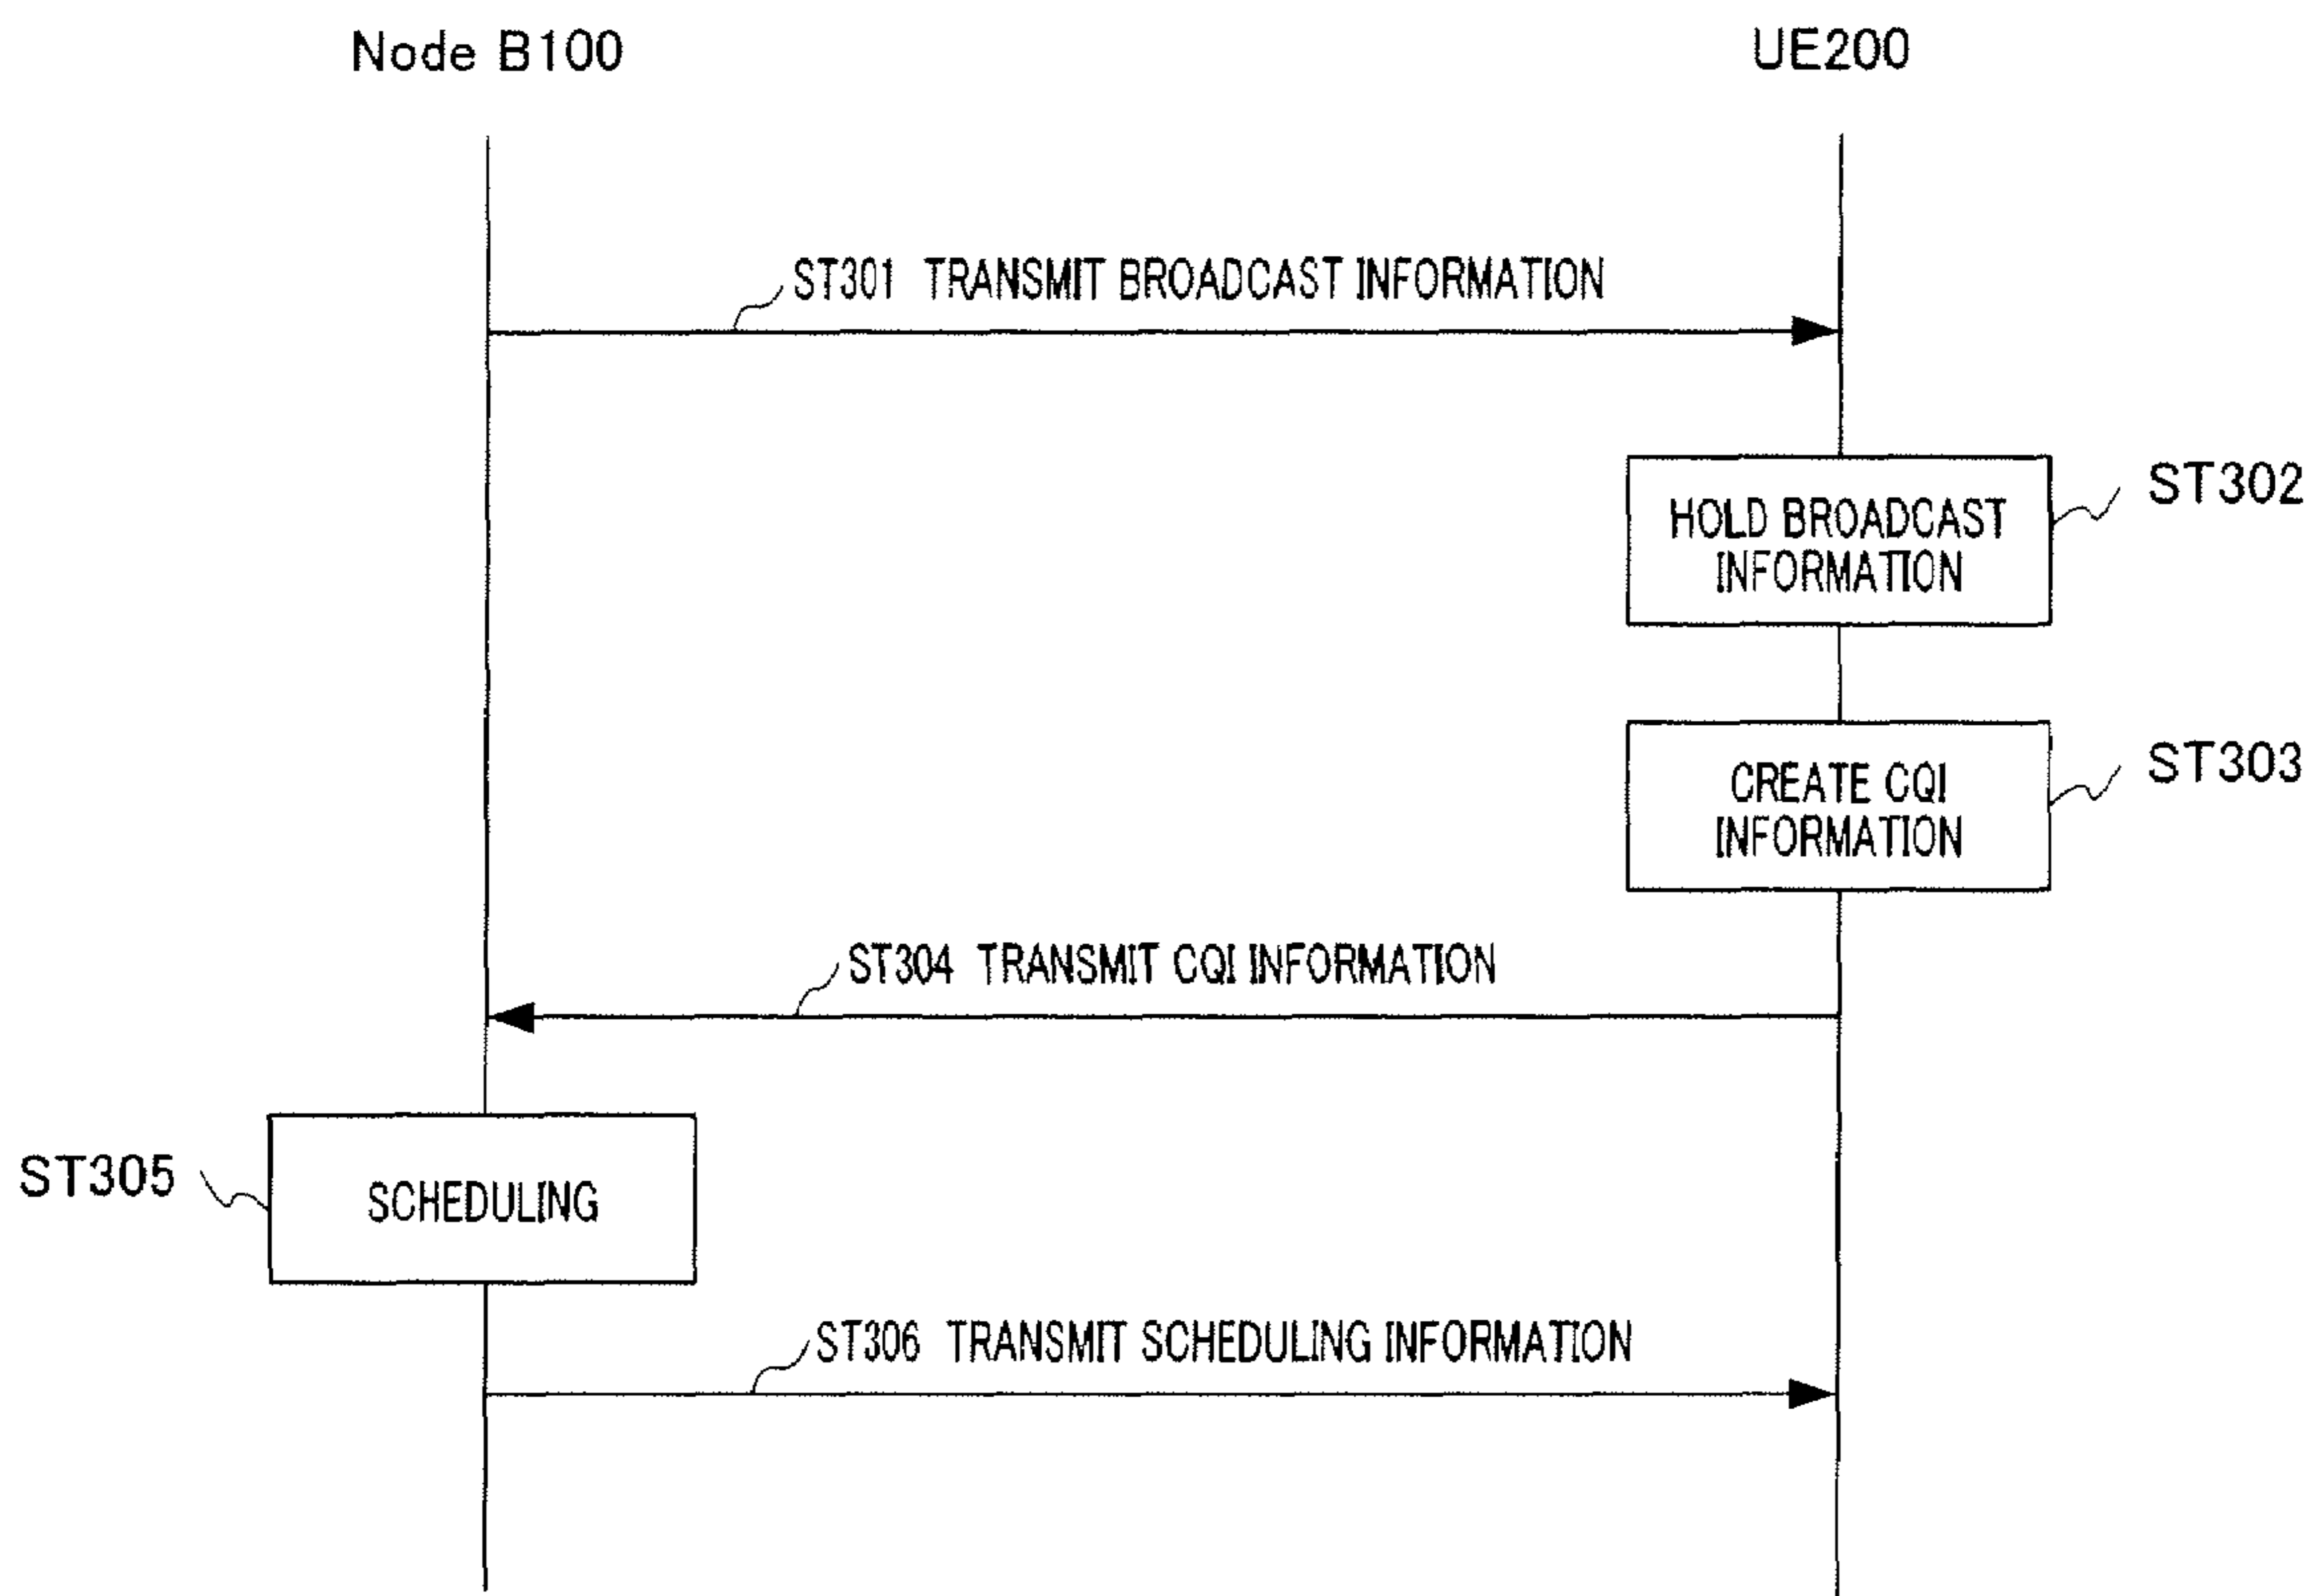 Node B100
UE200
ST301 TRANSMIT BROADCAST INFORMATION
HOLD BROADCAST
INFORMATION
ST302
CREATE CQI
INFORMATION
ST303
ST304 TRANSMIT CQI INFORMATION
ST305
SCHEDULING
ST306 TRANSMIT SCHEDULING INFORMATION